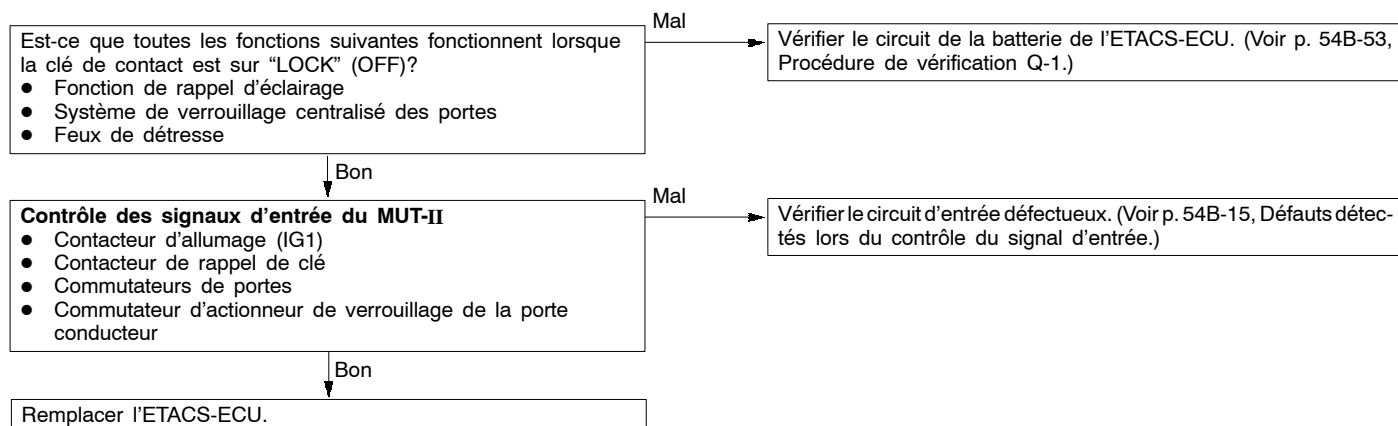 Est-ce que toutes les fonctions suivantes fonctionnent lorsque
la clé de contact est sur “LOCK” (OFF)?
● Fonction de rappel d’éclairage
● Système de verrouillage centralisé des portes
● Feux de détresse
Mal
Vérifier le circuit de la batterie de l’ETACS-ECU. (Voir p. 54B-53,
Procédure de vérification Q-1.)
Bon
Contrôle des signaux d’entrée du MUT-II
● Contacteur d’allumage (IG1)
● Contacteur de rappel de clé
● Commutateurs de portes
● Commutateur d’actionneur de verrouillage de la porte
conducteur
Mal
Vérifier le circuit d’entrée défectueux. (Voir p. 54B-15, Défauts détec-
tés lors du contrôle du signal d’entrée.)
Bon
Remplacer l’ETACS-ECU.